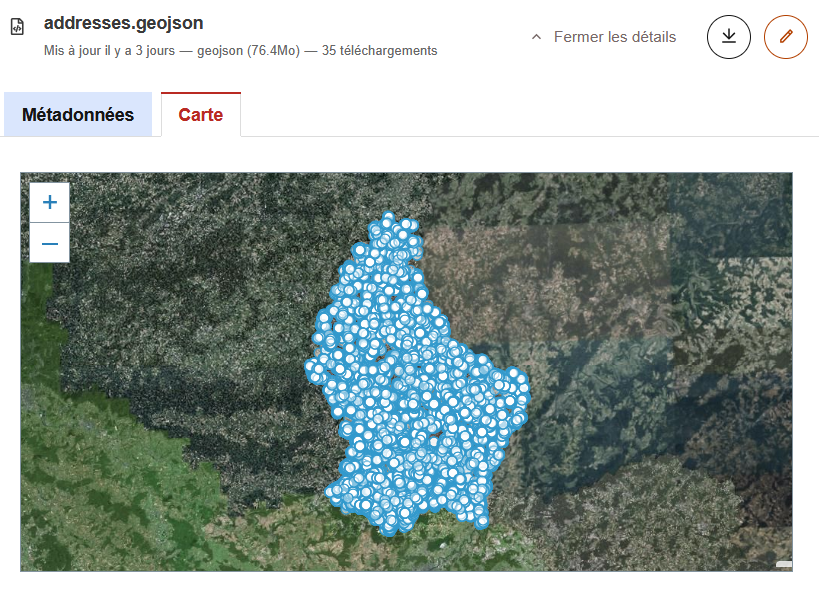 addresses.geojson
Mis à jour il y a 3 jours — geojson (76.4Mo) — 35 téléchargements
Fermer les détails
Métadonnées
Carte
+
−